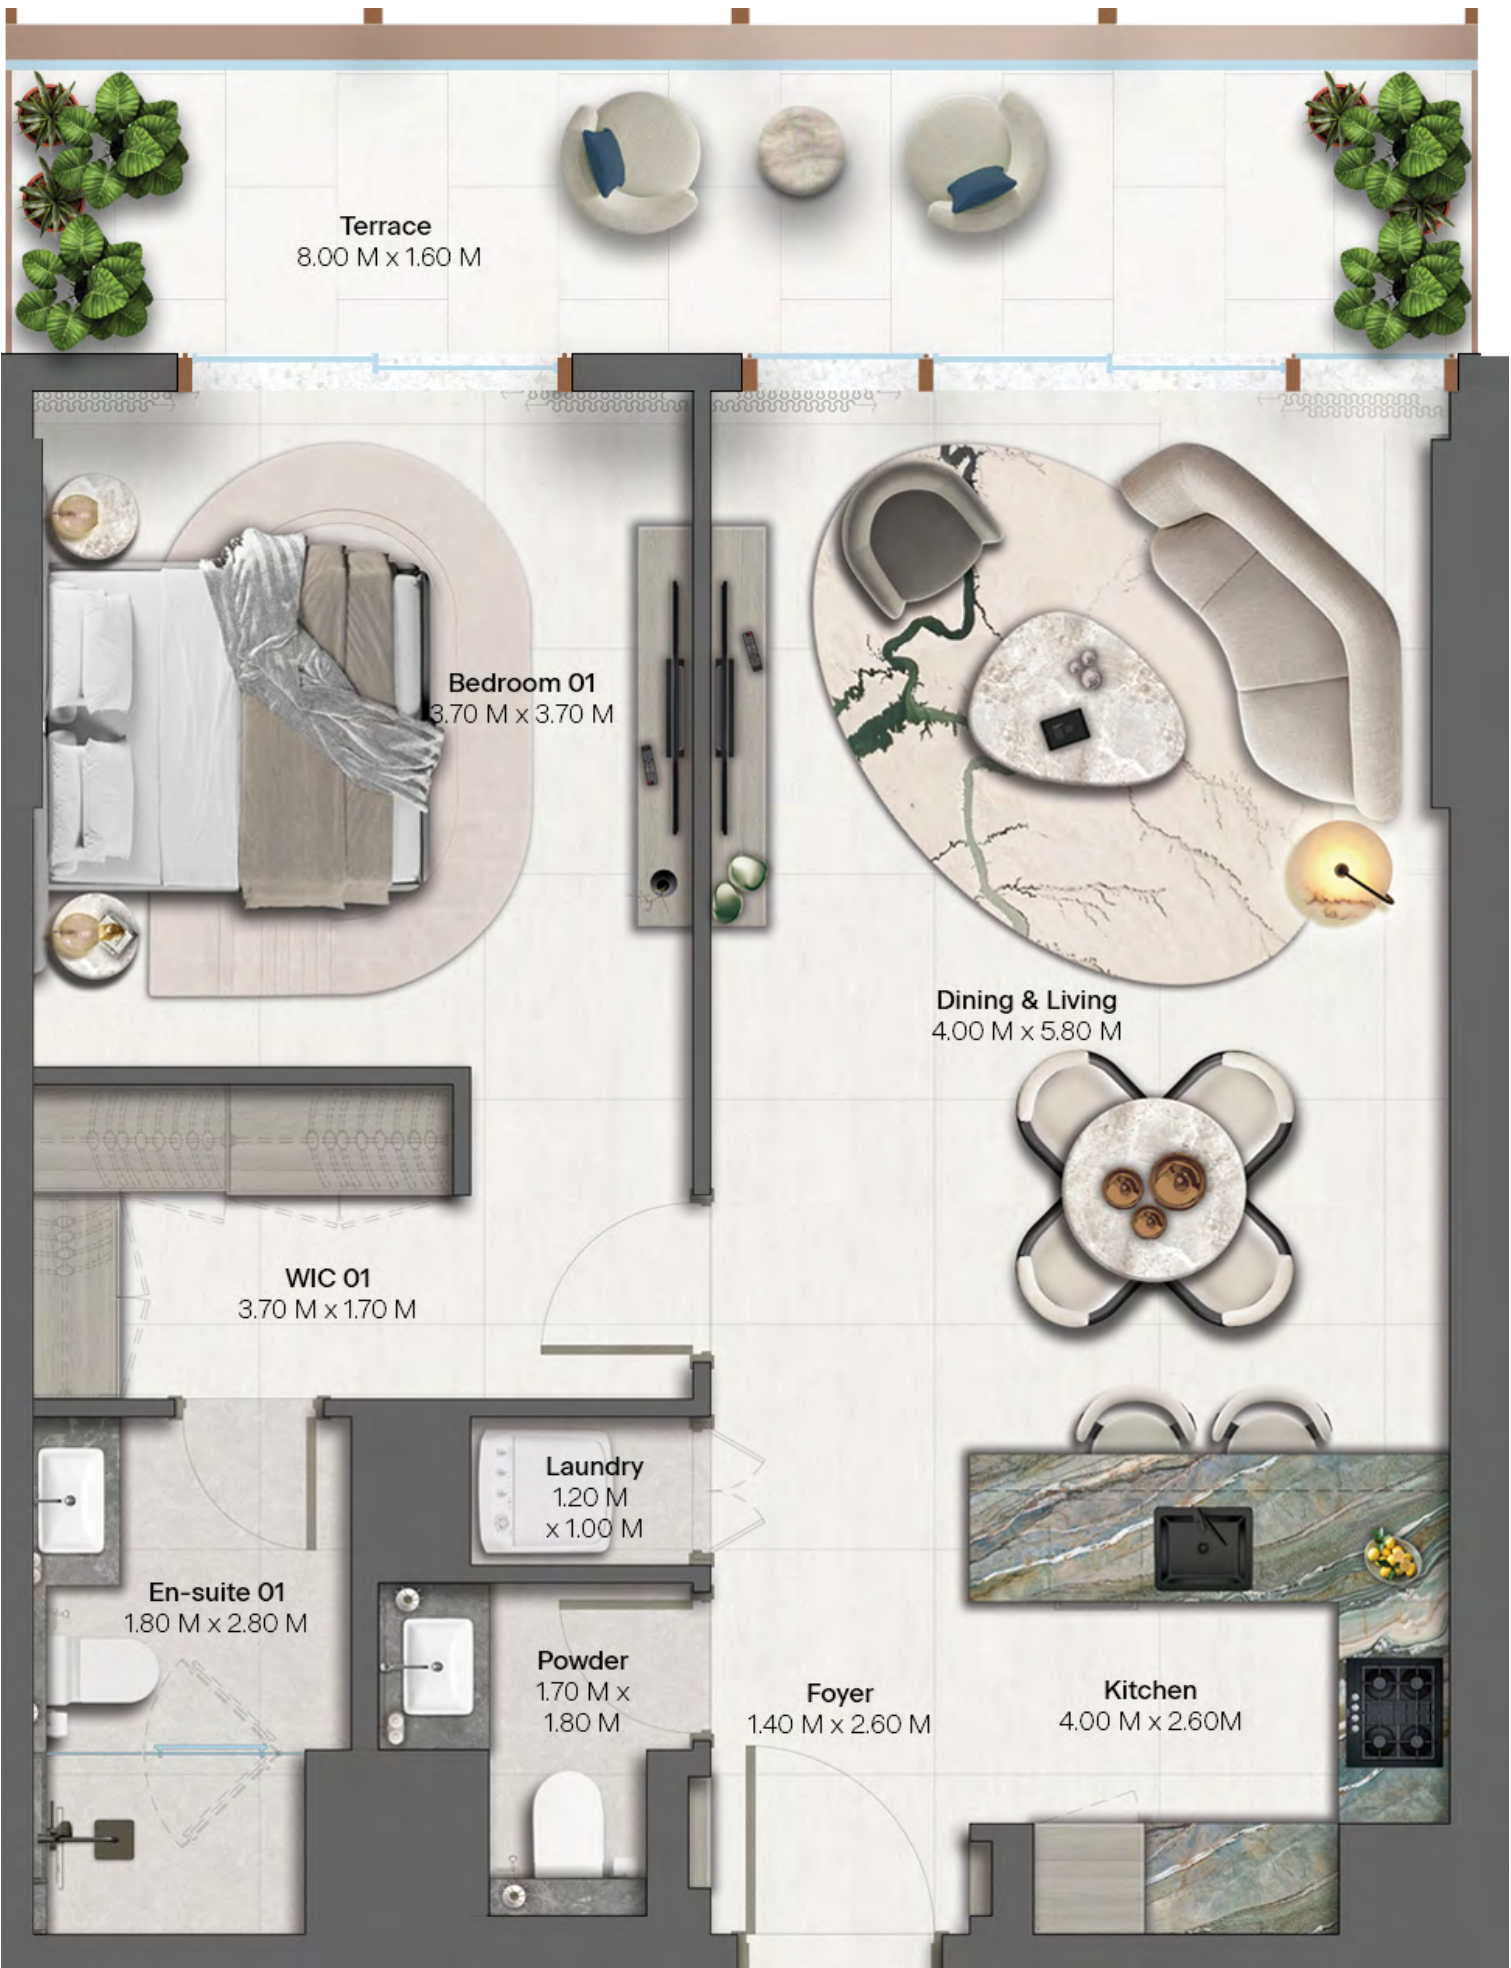 Terrace
8.00 M x 1.60 M
Bedroom 01
3.70 M x 3.70 M
Dining & Living
4.00 M x 5.80 M
WIC 01
3.70 M x 1.70 M
Laundry
1.20 M
x 1.00 M
En-suite 01
1.80 M x 2.80 M
Powder
1.70 M x
1.80 M
Foyer
1.40 M x 2.60 M
Kitchen
4.00 M x 2.60M